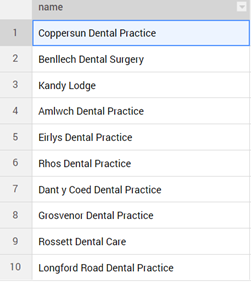 name
1 Coppersun Dental Practice
2 Benllech Dental Surgery
3 Kandy Lodge
4 Amlwch Dental Practice
5 Eirlys Dental Practice
6 Rhos Dental Practice
7 Dant y Coed Dental Practice
8 Grosvenor Dental Practice
9 Rossett Dental Care
10 Longford Road Dental Practice